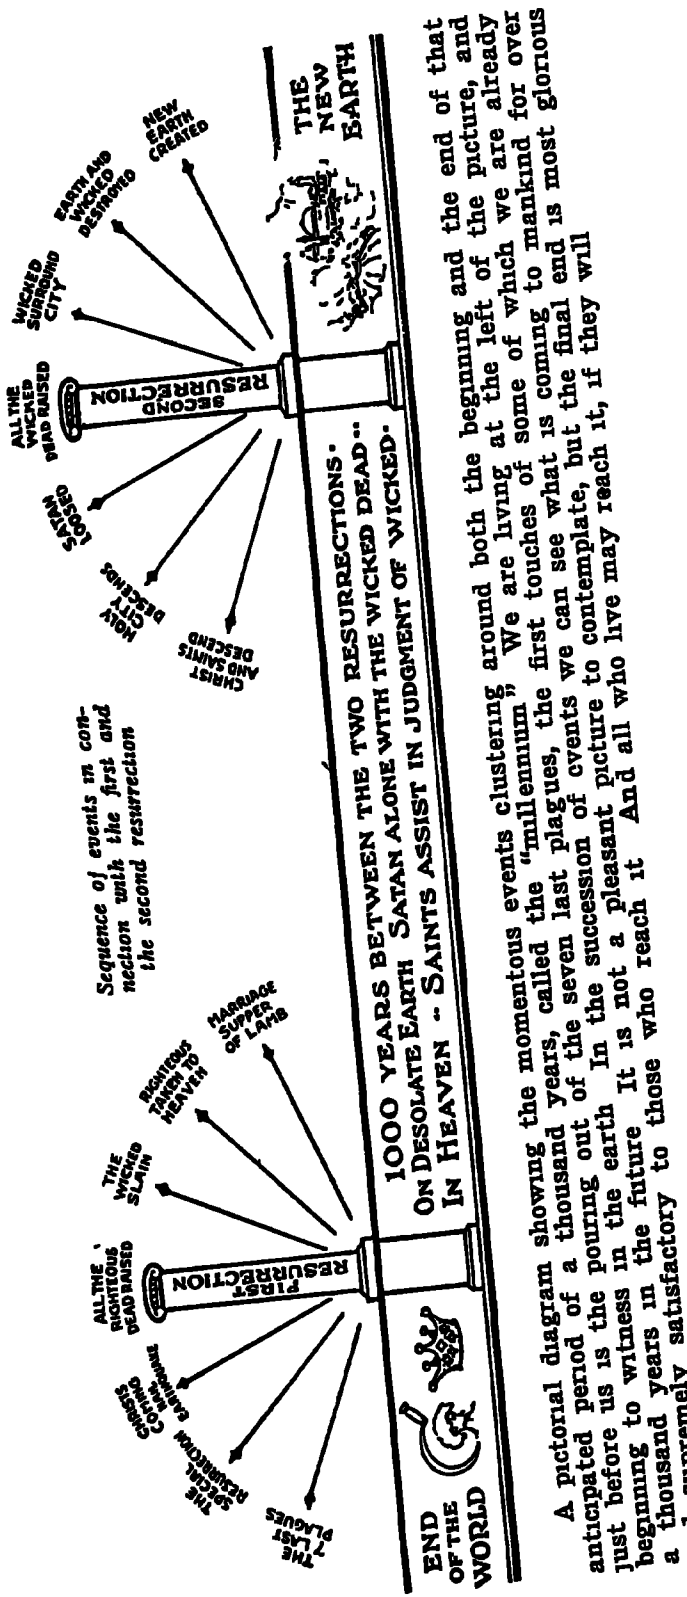 Sequence of events in con-
nection with the first and
the second resurrection
THE
7 LAST
PLAGUES
THE
SPECIAL
RESURRECTION
CHRISTS
COMING
HAIL
EARTHQUAKE
ALL THE
RIGHTEOUS
DEAD RAISED
THE
WICKED
SLAIN
RIGHTEOUS
TAKEN TO
HEAVEN
MARRIAGE
SUPPER
OF LAMB
FIRST
RESURRECTION
CHRIST
AND SAINTS
DESCEND
HOLY
CITY
DESCENDS
SATAN
LOOSED
ALL THE
WICKED
DEAD RAISED
WICKED
SURROUND
CITY
EARTH AND
WICKED
DESTROYED
NEW
EARTH
CREATED
SECOND
RESURRECTION
END
OF THE
WORLD
1000 YEARS BETWEEN THE TWO RESURRECTIONS-
ON DESOLATE EARTH SATAN ALONE WITH THE WICKED DEAD--
IN HEAVEN -- SAINTS ASSIST IN JUDGMENT OF WICKED-
THE
NEW
EARTH
A pictorial diagram showing the momentous events clustering around both the beginning and the end of that
anticipated period of a thousand years, called the "millennium" We are living at the left of the picture, and
just before us is the pouring out of the seven last plagues, the first touches of some of which we are already
beginning to witness in the earth In the succession of events we can see what is coming to mankind for over
a thousand years in the future It is not a pleasant picture to contemplate, but the final end is most glorious
supremely satisfactory to those who reach it And all who live may reach it, if they will